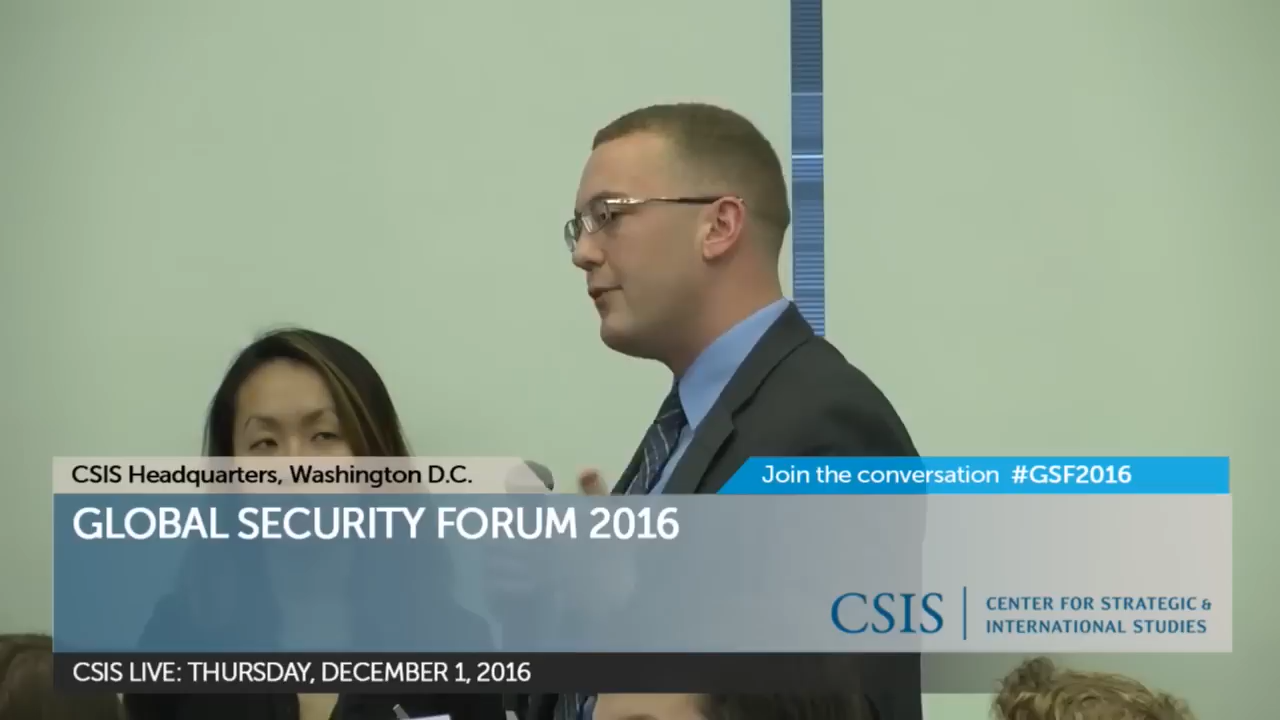 CSIS Headquarters, Washington D.C.
Join the conversation #GSF2016
GLOBAL SECURITY FORUM 2016
CSIS
CENTER FOR STRATEGIC &
INTERNATIONAL STUDIES
CSIS LIVE: THURSDAY, DECEMBER 1, 2016